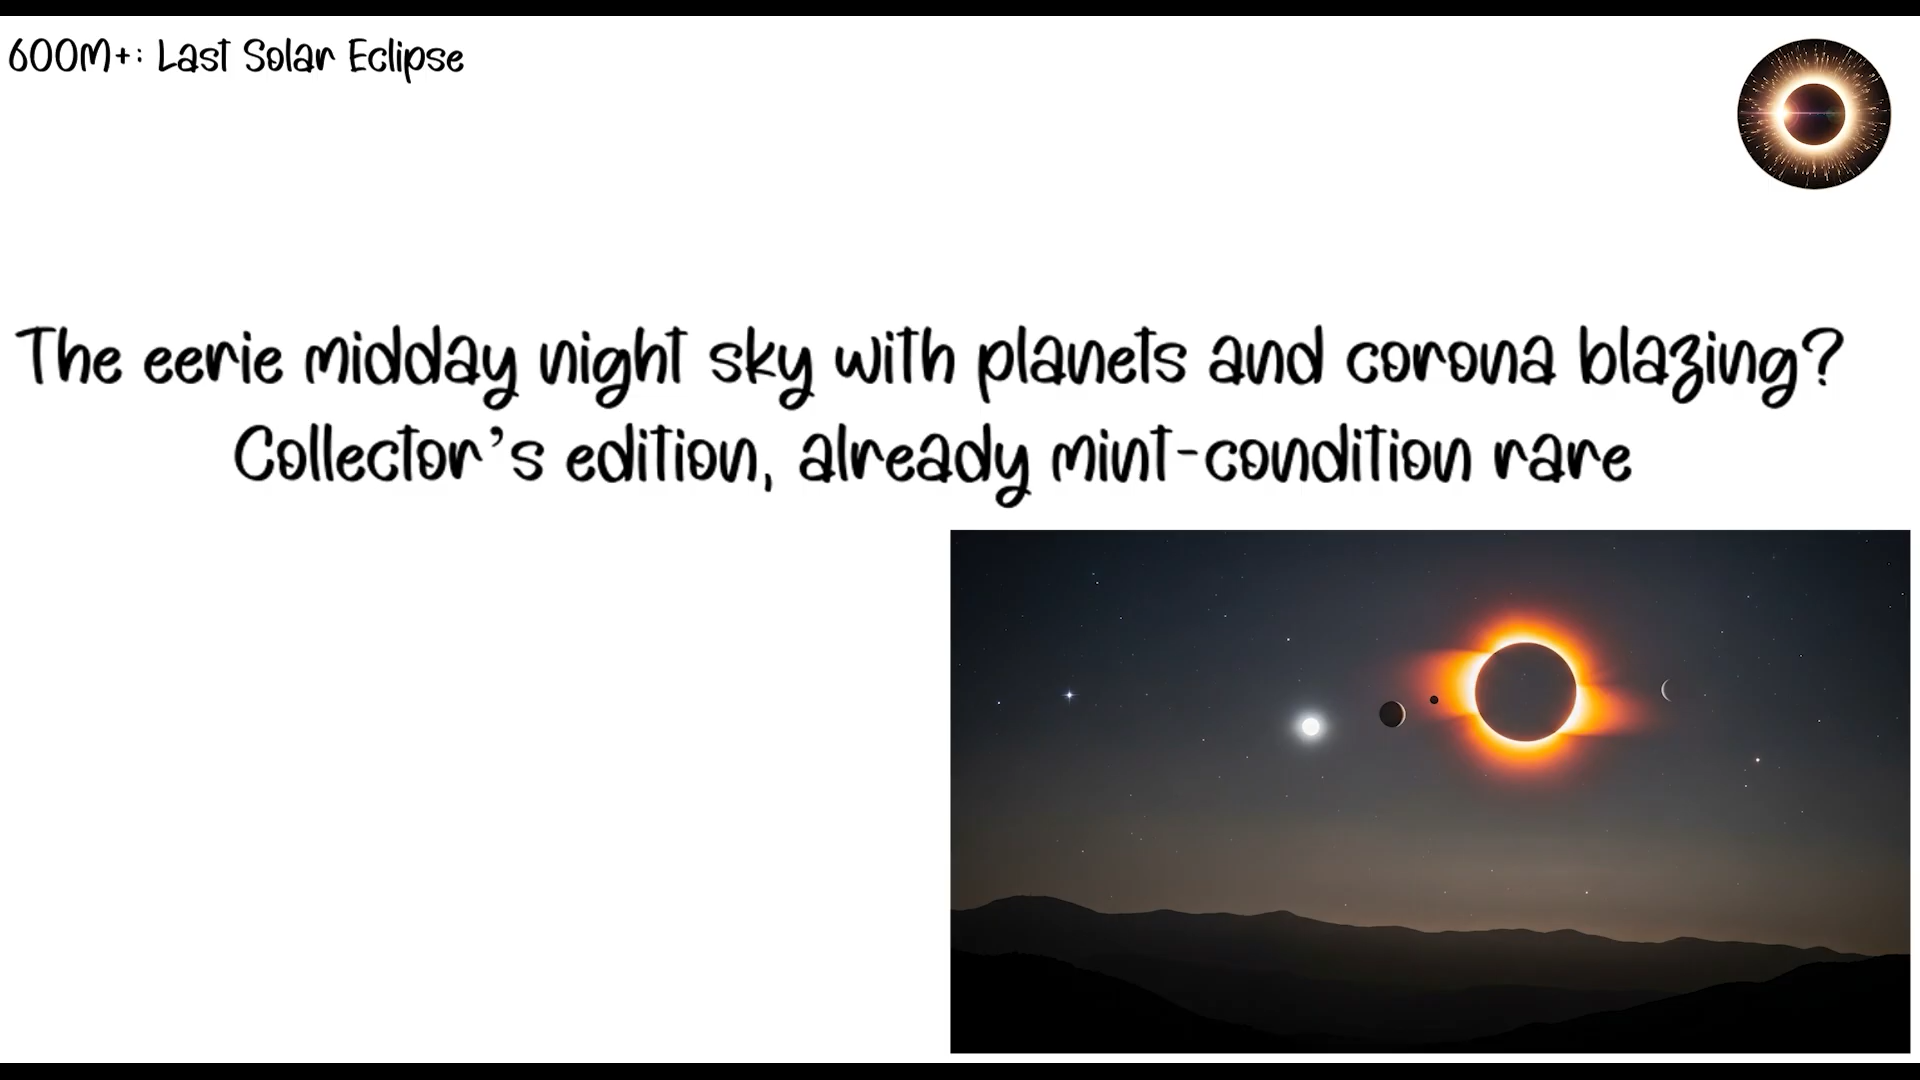 600M+: Last Solar Eclipse
The eerie midday night sky with planets and corona blazing?
Collector's edition, already mint-condition rare